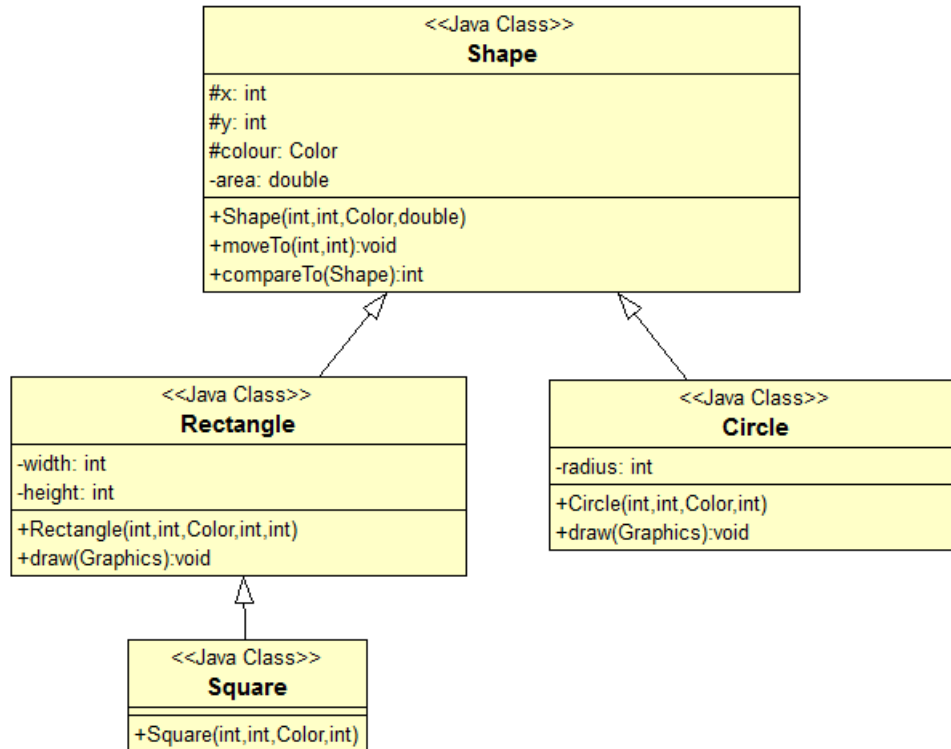 <<Java Class>>
Shape
#x: int
#y: int
#colour: Color
-area: double
+Shape(int,int,Color,double)
+moveTo(int,int):void
+compareTo(Shape):int
<<Java Class>>
Rectangle
-width: int
-height: int
+Rectangle(int,int,Color,int,int)
+draw(Graphics):void
<<Java Class>>
Circle
-radius: int
+Circle(int,int,Color,int)
+draw(Graphics):void
<<Java Class>>
Square
+Square(int,int,Color,int)